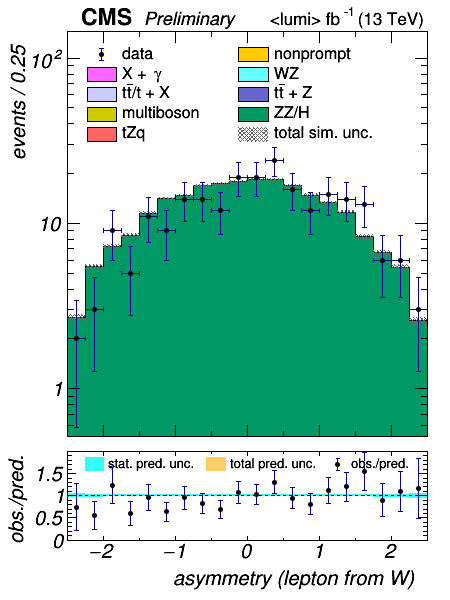 CMS Preliminary <lumi> fb⁻¹ (13 TeV)
events / 0.25
10²
10
1
data
nonprompt
X + γ
WZ
tt̄/t + X
tt̄ + Z
multiboson
ZZ/H
tZq
total sim. unc.
obs./pred.
1.5
1
0.5
0
stat. pred. unc.
total pred. unc.
obs./pred.
−2 −1 0 1 2
asymmetry (lepton from W)